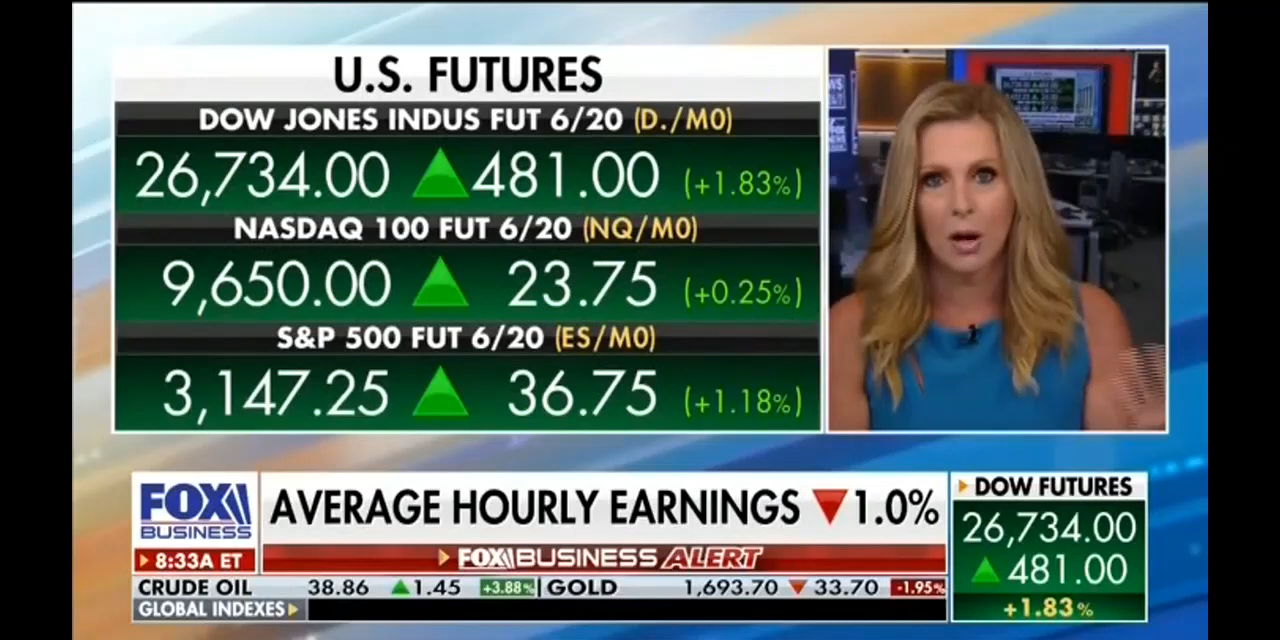 U.S. FUTURES
DOW JONES INDUS FUT 6/20 (D./M0)
26,734.00 ▲ 481.00 (+1.83%)
NASDAQ 100 FUT 6/20 (NQ/M0)
9,650.00 ▲ 23.75 (+0.25%)
S&P 500 FUT 6/20 (ES/M0)
3,147.25 ▲ 36.75 (+1.18%)
FOX
BUSINESS
8:33A ET
AVERAGE HOURLY EARNINGS ▼1.0%
FOX BUSINESS ALERT
DOW FUTURES
26,734.00
▲ 481.00
+1.83%
CRUDE OIL 38.86 ▲1.45 +3.88% GOLD 1,693.70 ▼ 33.70 -1.95%
GLOBAL INDEXES